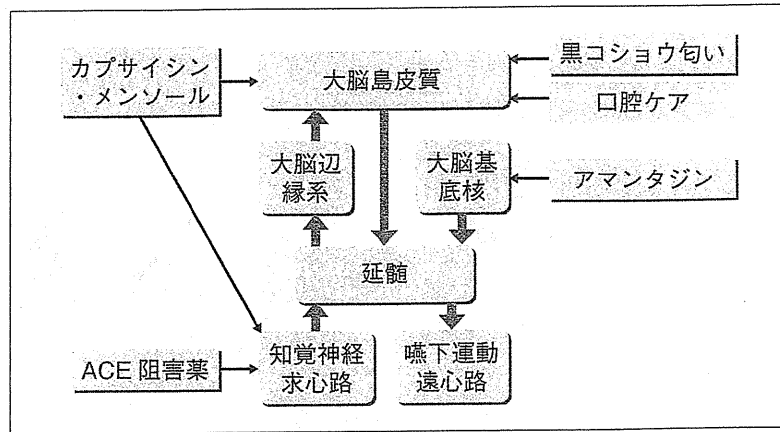 カプサイシン
・メンソール
大脳島皮質
黒コショウ匂い
口腔ケア
大脳辺
縁系
大脳基
底核
アマンタジン
延髄
ACE 阻害薬
知覚神経
求心路
嚥下運動
遠心路